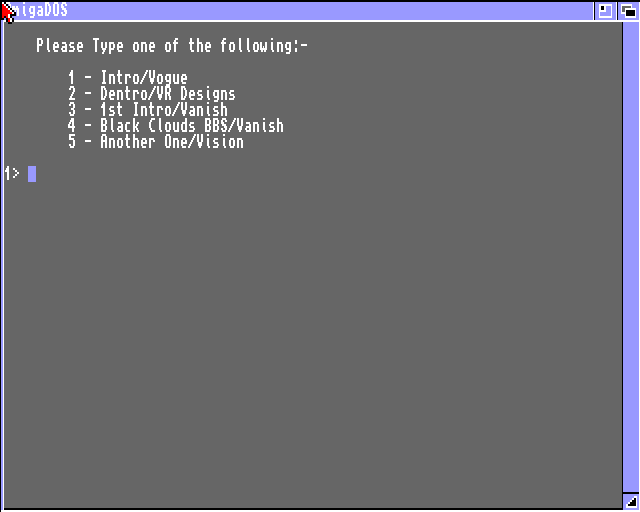 AmigaDOS
Please Type one of the following:-
1 - Intro/Vogue
2 - Dentro/VR Designs
3 - 1st Intro/Vanish
4 - Black Clouds BBS/Vanish
5 - Another One/Vision
1>